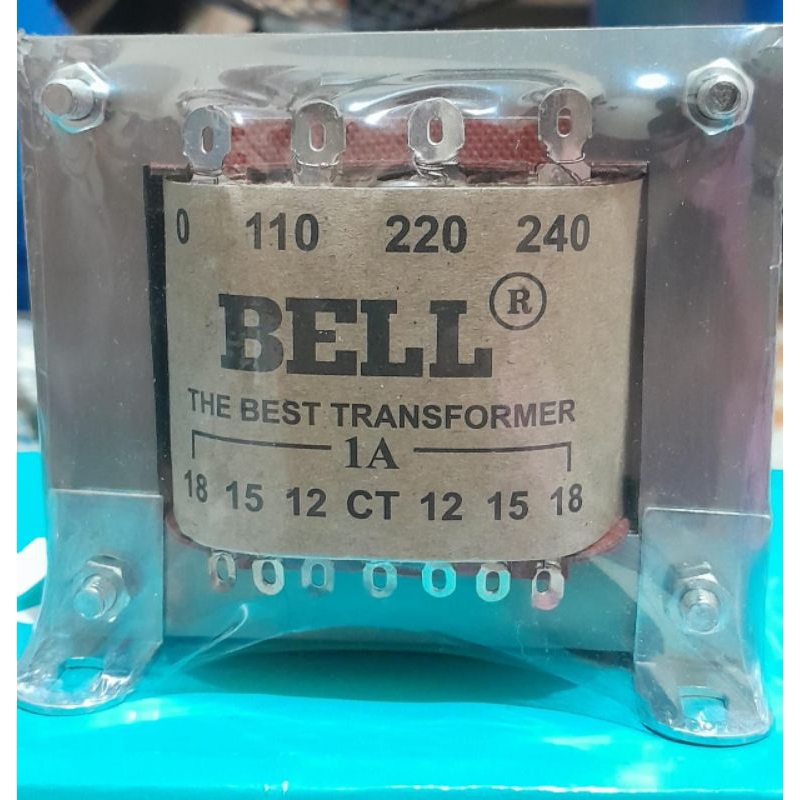 0 110 220 240
BELL ®
THE BEST TRANSFORMER
1A
18 15 12 CT 12 15 18